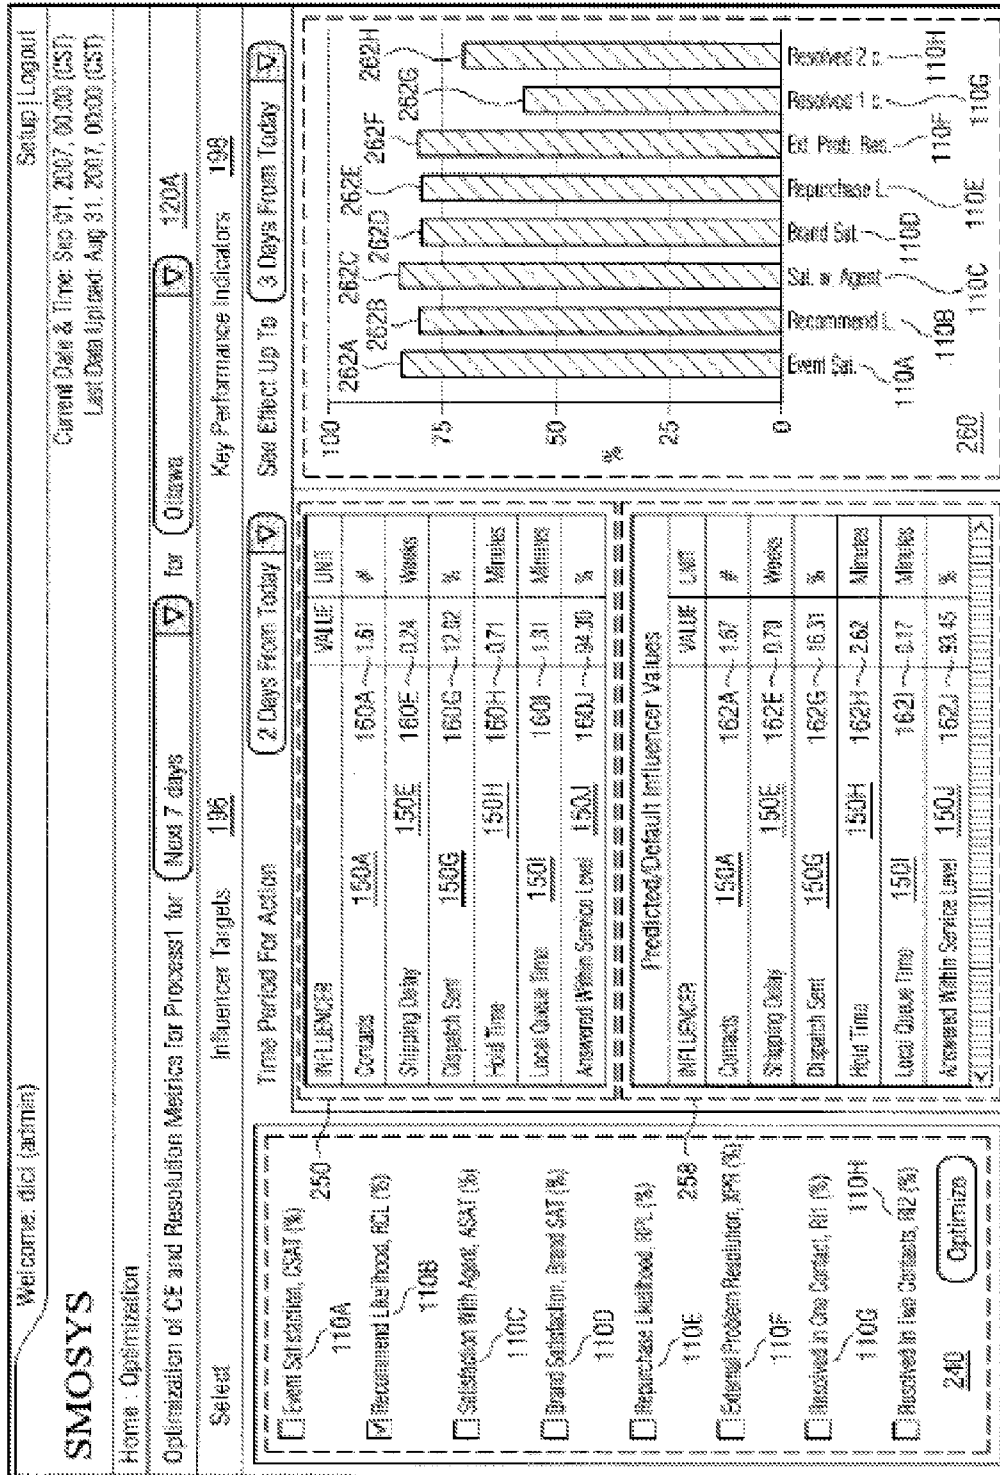 Welcome: dici (admin)
Setup | Logout
SMOSYS
Current Date & Time: Sep 01, 2007, 00:00 (CST)
Last Data Upload: Aug 31, 2007, 00:00 (CST)
Home : Optimization
Optimization of CE and Resolution Metrics for Process1 for Next 7 days for Ottawa 120A
Select
Influencer Targets 196
Key Performance Indicators 198
Time Period For Action 2 Days From Today
See Effect Up To 3 Days From Today
Event Satisfaction, CSAT (%)
110A
Recommend Likelihood, RCL (%)
110B
Satisfaction With Agent, ASAT (%)
110C
Brand Satisfaction, Brand SAT (%)
110D
Repurchase Likelihood, RPL (%)
110E
External Problem Resolution, XPR (%)
110F
Resolved in One Contact, RI1 (%)
110G
Resolved in Two Contacts, RI2 (%)
110H
240
Optimize
250
INFLUENCER VALUE UNIT
Contacts 150A 160A 1.61 #
Shipping Delay 150E 160E 0.24 Weeks
Dispatch Sent 150G 160G 12.02 %
Hold Time 150H 160H 0.71 Minutes
Local Queue Time 150I 160I 1.31 Minutes
Answered Within Service Level 150J 160J 94.30 %
258
Predicted/Default Influencer Values
INFLUENCER VALUE UNIT
Contacts 150A 162A 1.67 #
Shipping Delay 150E 162E 0.70 Weeks
Dispatch Sent 150G 162G 16.31 %
Hold Time 150H 162H 2.62 Minutes
Local Queue Time 150I 162I 0.17 Minutes
Answered Within Service Level 150J 162J 93.45 %
100
75
%
50
25
0
262A
262B
262C
262D
262E
262F
262G
262H
Event Sat.
Recommend L.
Sat. w. Agent
Brand Sat.
Repurchase L.
Ext. Prob. Res.
Resolved 1 c.
Resolved 2 c.
110A
110B
110C
110D
110E
110F
110G
110H
260